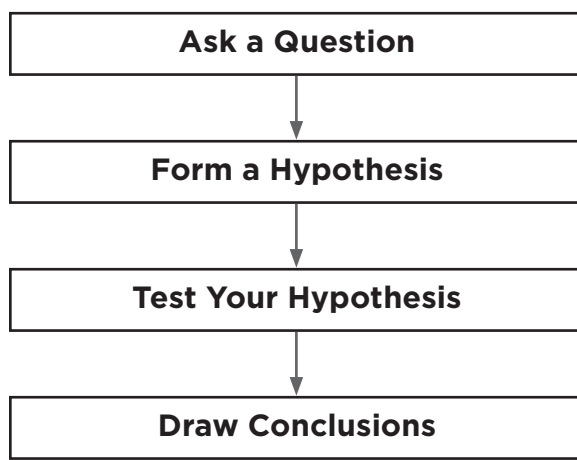 Ask a Question
Form a Hypothesis
Test Your Hypothesis
Draw Conclusions